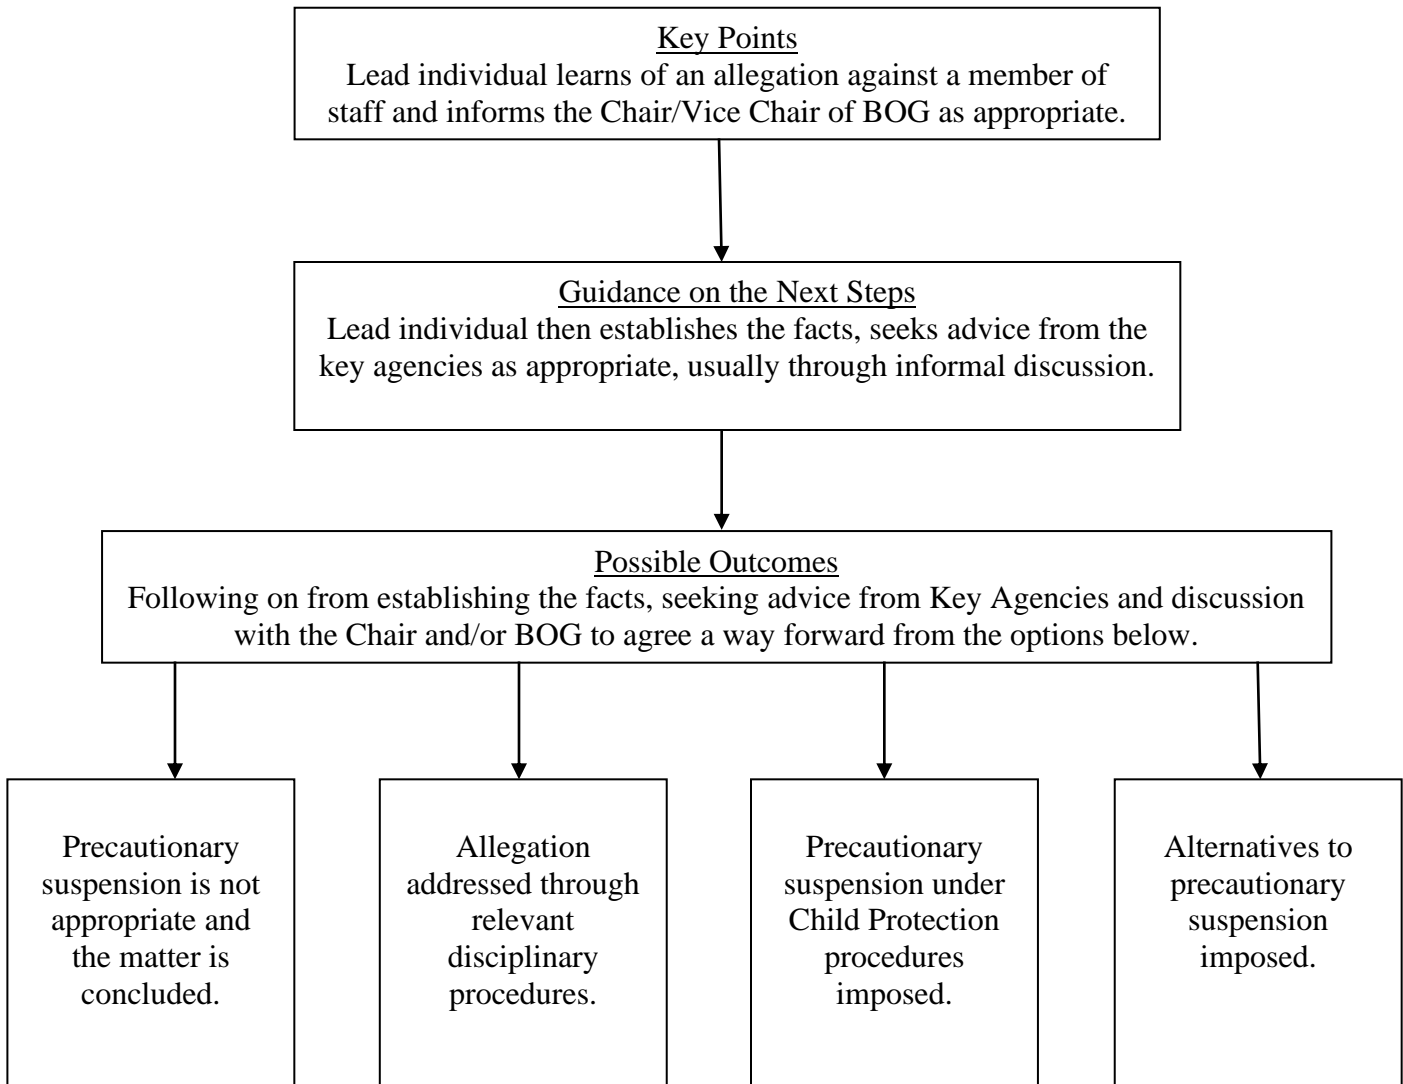 Key Points
Lead individual learns of an allegation against a member of
staff and informs the Chair/Vice Chair of BOG as appropriate.
Guidance on the Next Steps
Lead individual then establishes the facts, seeks advice from the
key agencies as appropriate, usually through informal discussion.
Possible Outcomes
Following on from establishing the facts, seeking advice from Key Agencies and discussion
with the Chair and/or BOG to agree a way forward from the options below.
Precautionary
suspension is not
appropriate and
the matter is
concluded.
Allegation
addressed through
relevant
disciplinary
procedures.
Precautionary
suspension under
Child Protection
procedures
imposed.
Alternatives to
precautionary
suspension
imposed.